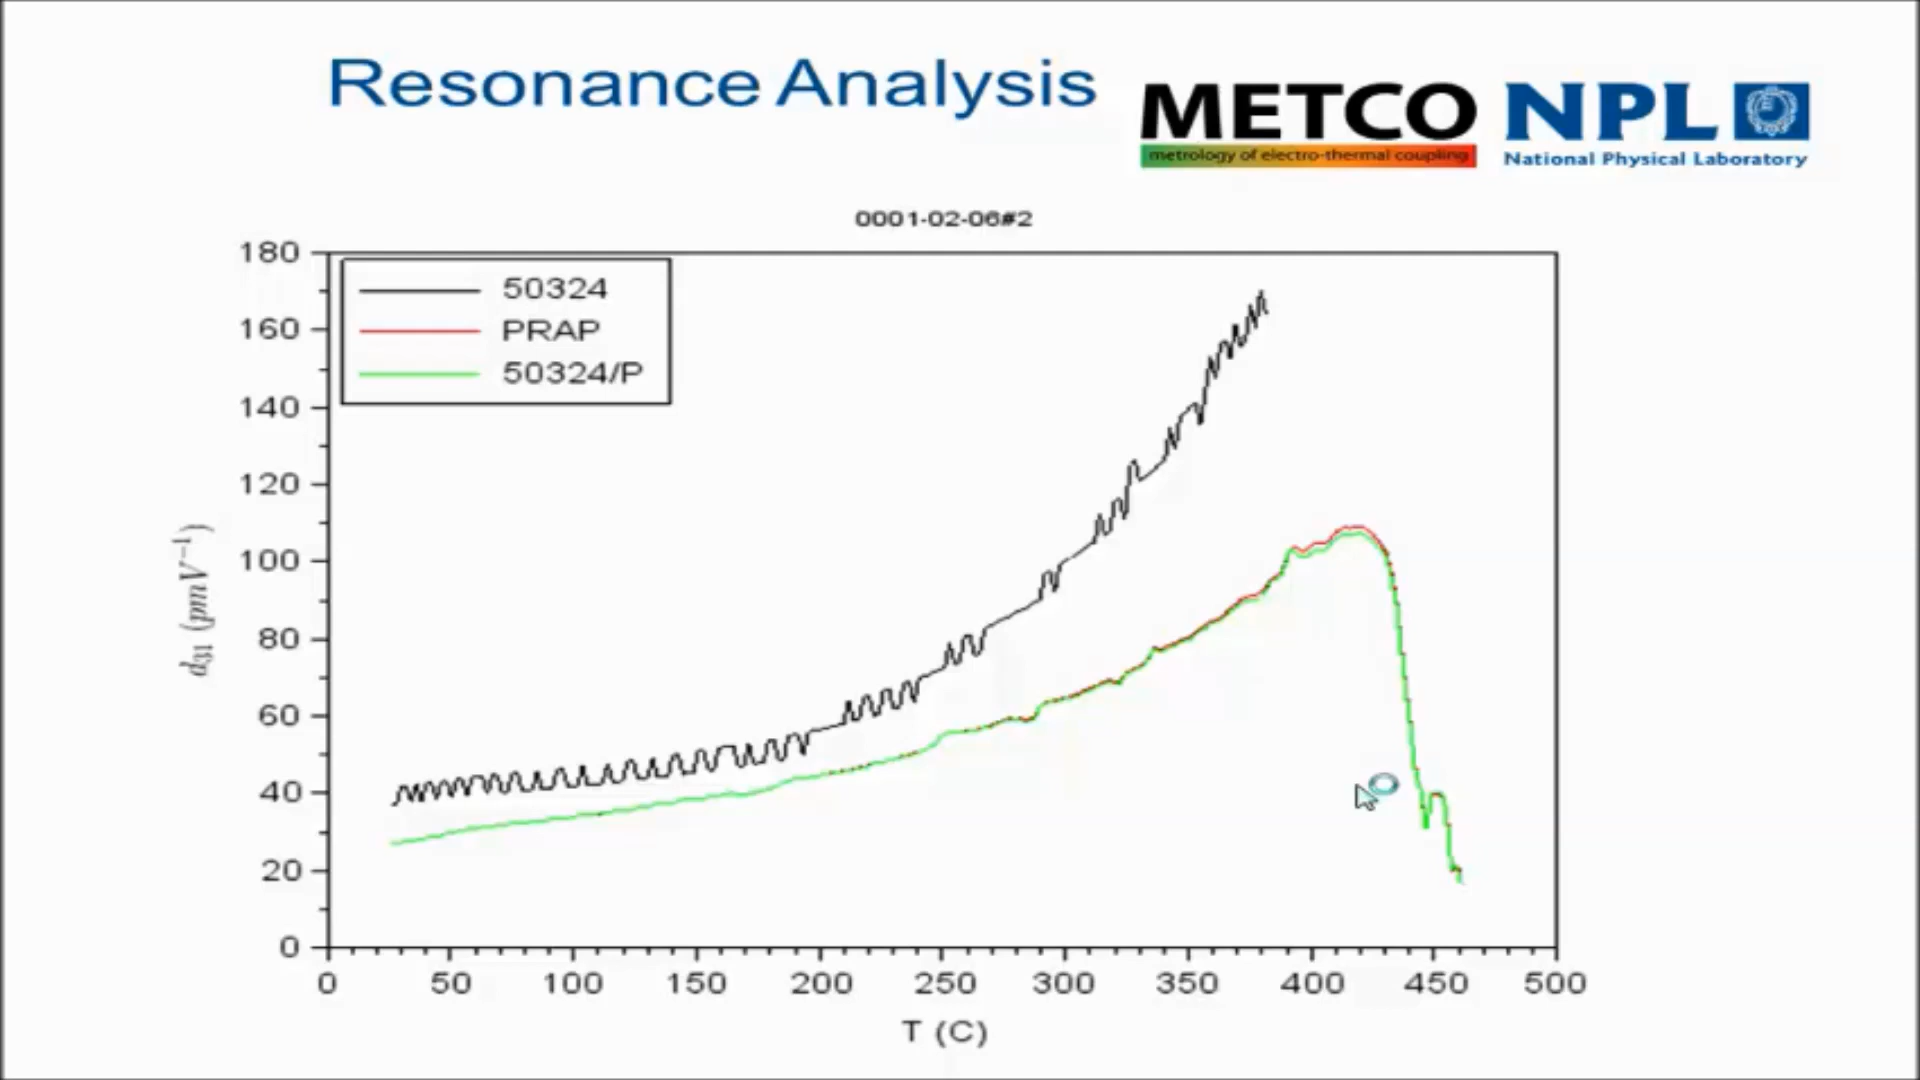 Resonance Analysis
METCO
metrology of electro-thermal coupling
NPL
National Physical Laboratory
0001-02-06#2
180
160
140
120
100
80
60
40
20
0
50324
PRAP
50324/P
d31 (pmV−1)
0 50 100 150 200 250 300 350 400 450 500
T (C)